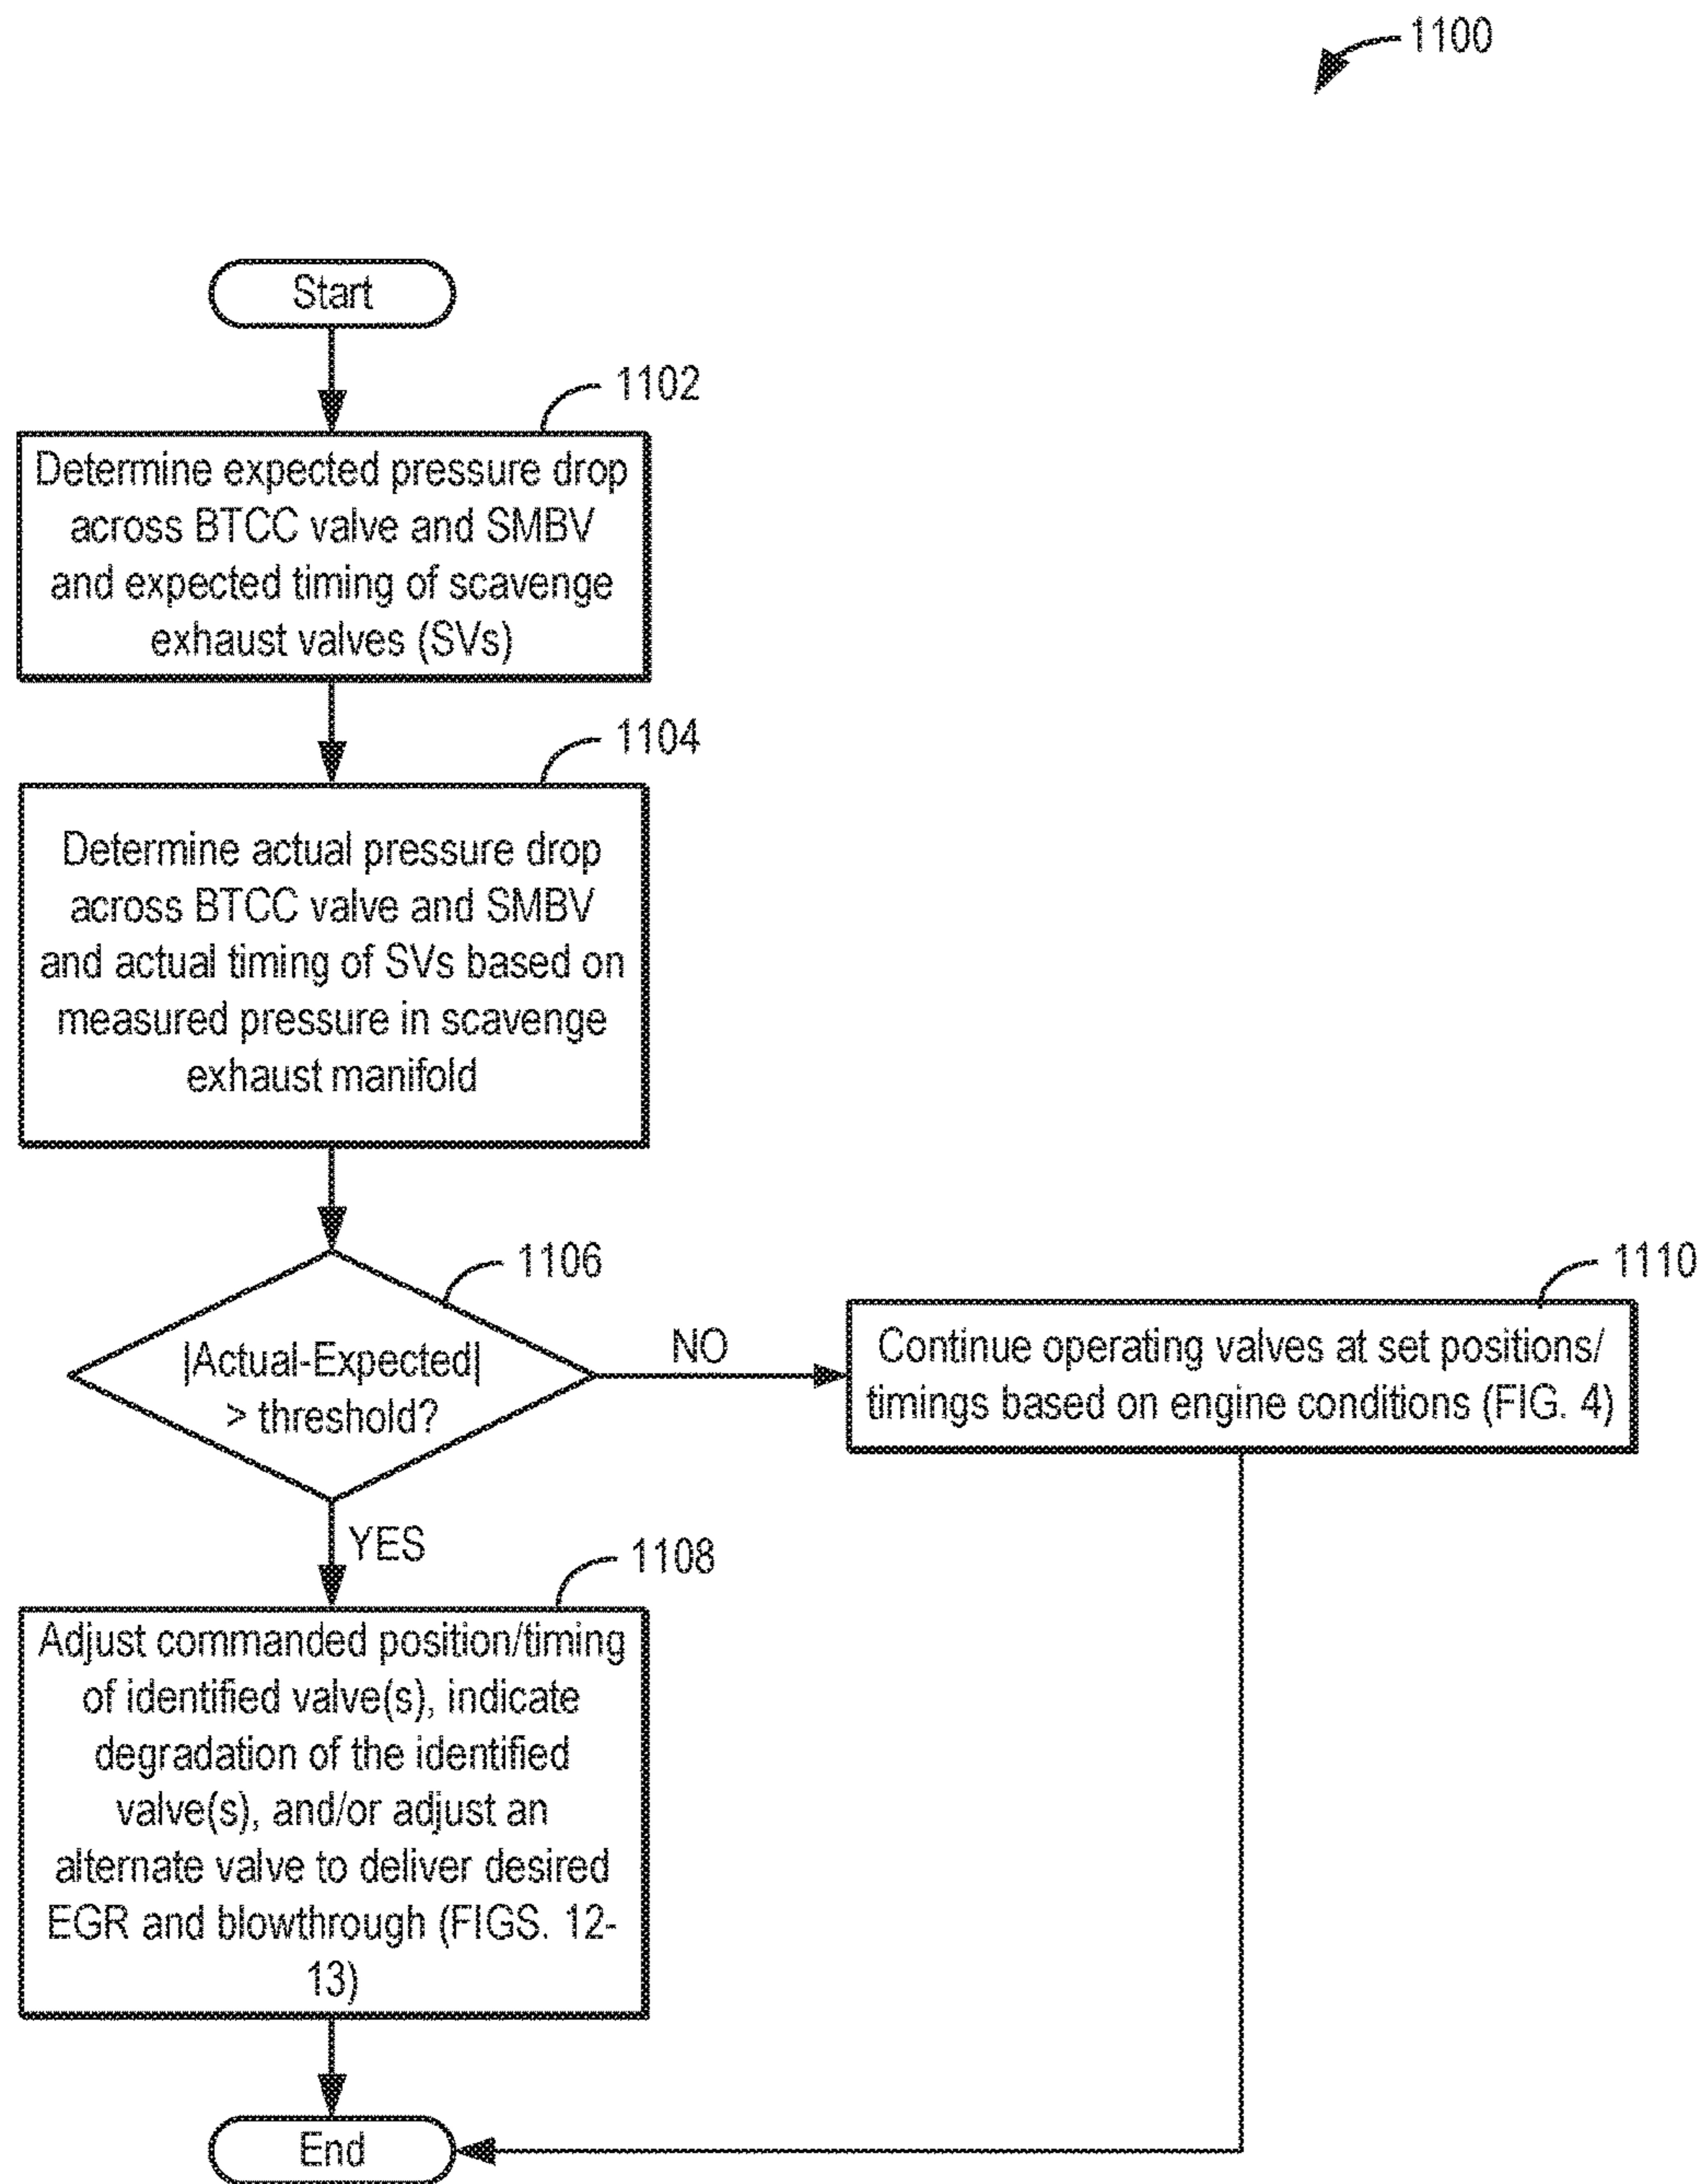 1100
Start
1102
Determine expected pressure drop
across BTCC valve and SMBV
and expected timing of scavenge
exhaust valves (SVs)
1104
Determine actual pressure drop
across BTCC valve and SMBV
and actual timing of SVs based on
measured pressure in scavenge
exhaust manifold
1106
|Actual-Expected|
> threshold?
NO
1110
Continue operating valves at set positions/
timings based on engine conditions (FIG. 4)
YES
1108
Adjust commanded position/timing
of identified valve(s), indicate
degradation of the identified
valve(s), and/or adjust an
alternate valve to deliver desired
EGR and blowthrough (FIGS. 12-
13)
End